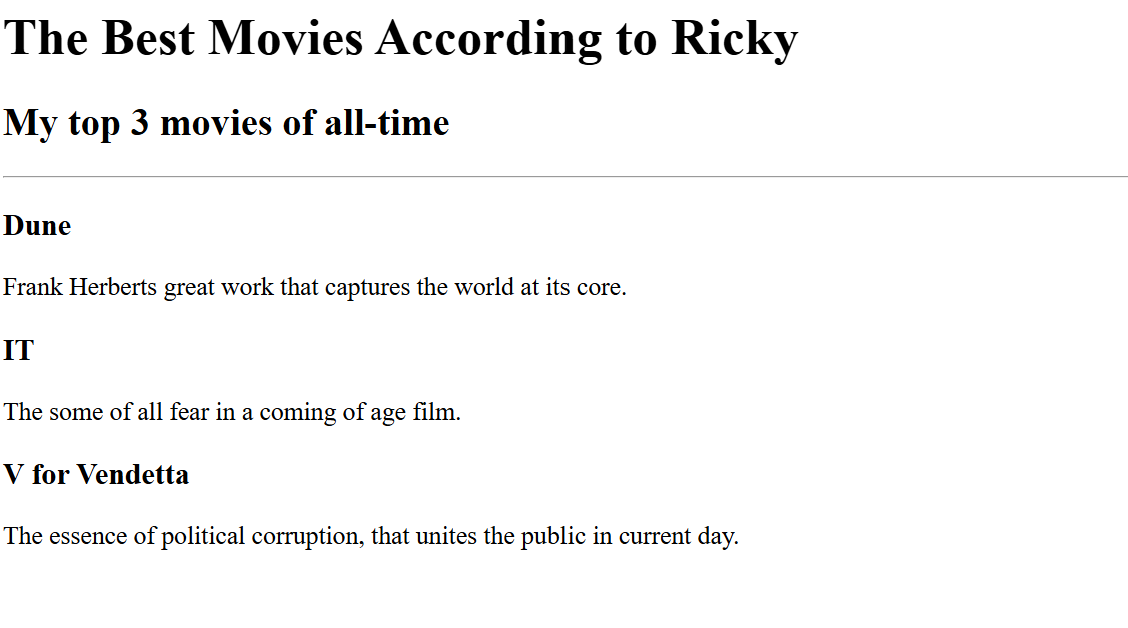 The Best Movies According to Ricky
My top 3 movies of all-time
Dune
Frank Herberts great work that captures the world at its core.
IT
The some of all fear in a coming of age film.
V for Vendetta
The essence of political corruption, that unites the public in current day.